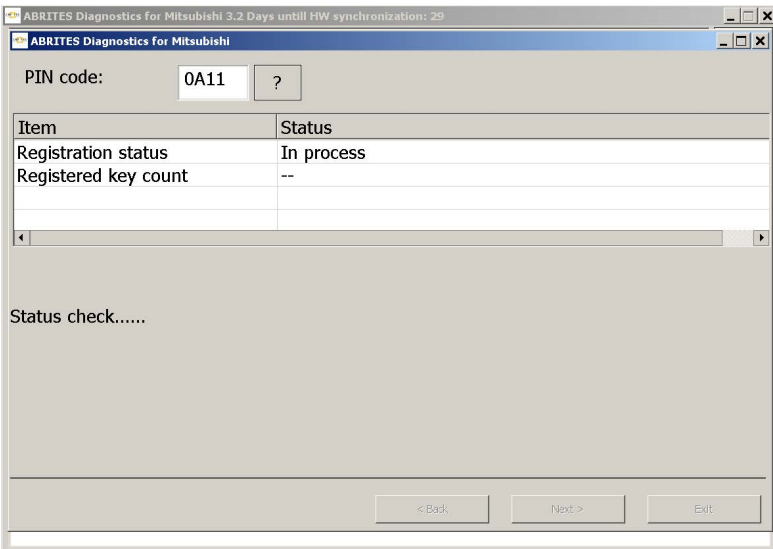 ABRITES Diagnostics for Mitsubishi 3.2 Days untill HW synchronization: 29
ABRITES Diagnostics for Mitsubishi
PIN code: 0A11 ?
Item Status
Registration status In process
Registered key count --
Status check......
< Back Next > Exit